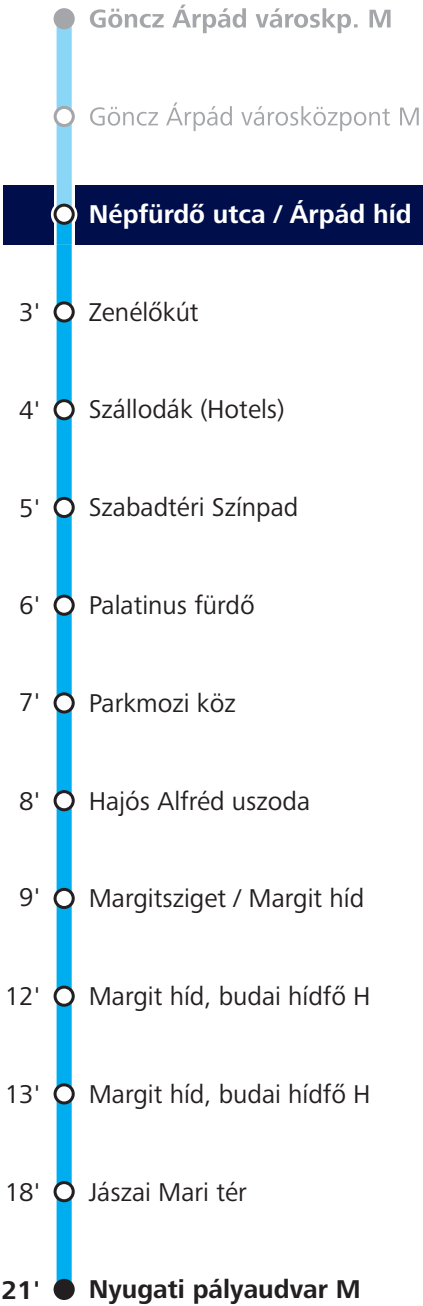 Göncz Árpád városkp. M
Göncz Árpád városközpont M
Népfürdő utca / Árpád híd
3' Zenélőkút
4' Szállodák (Hotels)
5' Szabadtéri Színpad
6' Palatinus fürdő
7' Parkmozi köz
8' Hajós Alfréd uszoda
9' Margitsziget / Margit híd
12' Margit híd, budai hídfő H
13' Margit híd, budai hídfő H
18' Jászai Mari tér
21' Nyugati pályaudvar M